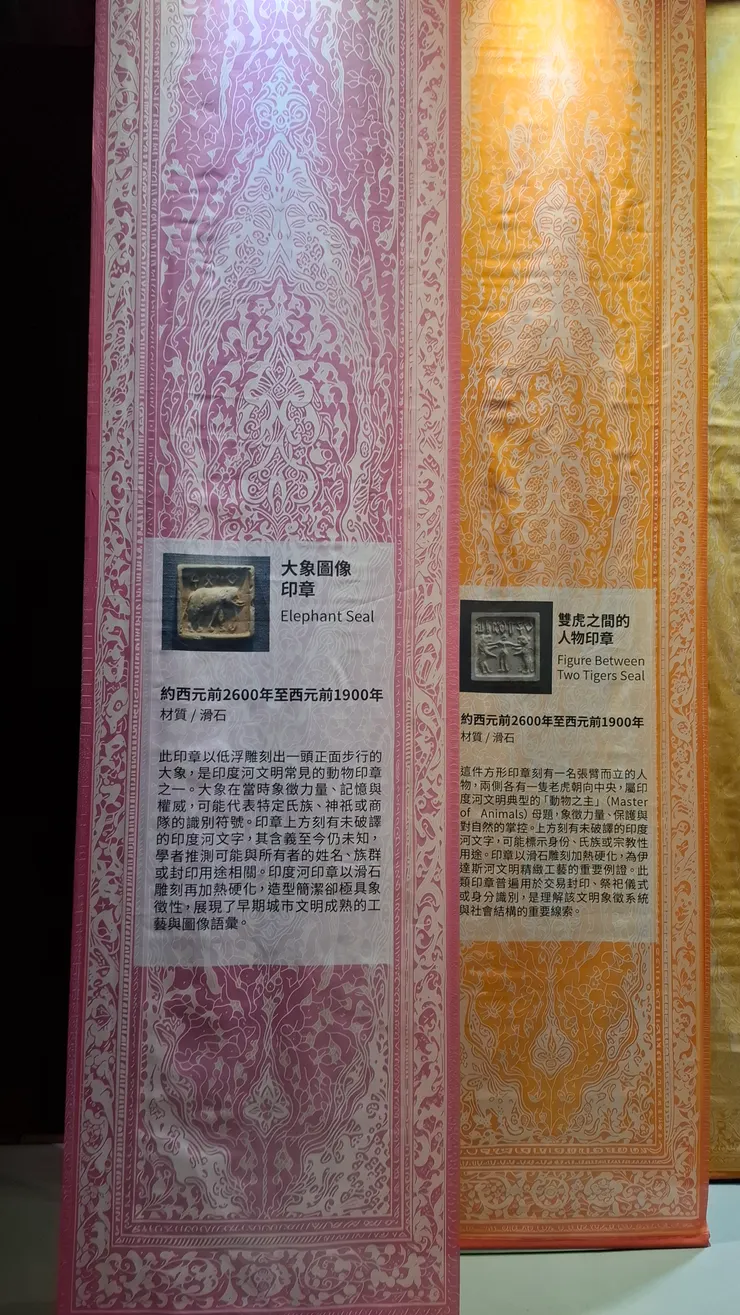 大象圖像
印章
Elephant Seal
約西元前2600年至西元前1900年
材質 / 滑石
此印章以低浮雕刻出一頭正面步行的
大象，是印度河文明常見的動物印章
之一。大象在當時象徵力量、記憶與
權威，可能代表特定氏族、神祇或商
隊的識別符號。印章上方刻有未破譯
的印度河文字，其含義至今仍未知，
學者推測可能與所有者的姓名、族群
或封印用途相關。印度河印章以滑石
雕刻再加熱硬化，造型簡潔卻極具象
徵性，展現了早期城市文明成熟的工
藝與圖像語彙。
雙虎之間的
人物印章
Figure Between
Two Tigers Seal
約西元前2600年至西元前1900年
材質 / 滑石
這件方形印章刻有一名張臂而立的人
物，兩側各有一隻老虎朝向中央，屬印
度河文明典型的「動物之主」（Master
of Animals）母題，象徵力量、保護與
對自然的掌控。上方刻有未破譯的印度
河文字，可能標示身份、氏族或宗教性
用途。印章以滑石雕刻加熱硬化，為伊
達斯河文明精緻工藝的重要例證。此
類印章普遍用於交易封印、祭祀儀式
或身分識別，是理解該文明象徵系統
與社會結構的重要線索。